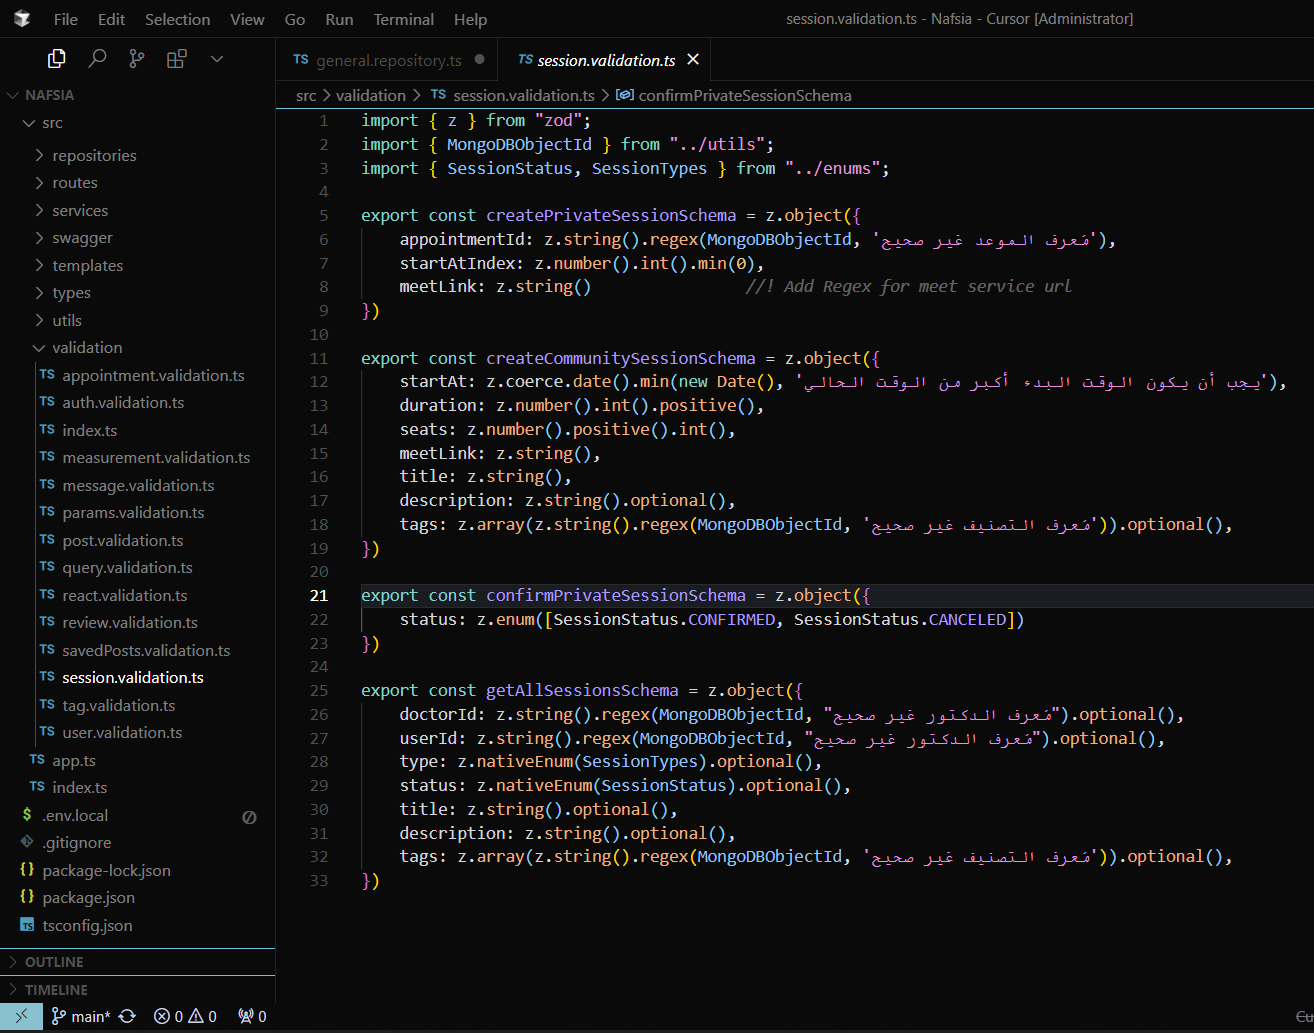 File Edit Selection View Go Run Terminal Help
session.validation.ts - Nafsia - Cursor [Administrator]
TS general.repository.ts
TS session.validation.ts
NAFSIA
src
repositories
routes
services
swagger
templates
types
utils
validation
TS appointment.validation.ts
TS auth.validation.ts
TS index.ts
TS measurement.validation.ts
TS message.validation.ts
TS params.validation.ts
TS post.validation.ts
TS query.validation.ts
TS react.validation.ts
TS review.validation.ts
TS savedPosts.validation.ts
TS session.validation.ts
TS tag.validation.ts
TS user.validation.ts
TS app.ts
TS index.ts
$ .env.local
.gitignore
{} package-lock.json
{} package.json
TS tsconfig.json
OUTLINE
TIMELINE
src > validation > TS session.validation.ts > confirmPrivateSessionSchema
1 import { z } from "zod";
2 import { MongoDBObjectId } from "../utils";
3 import { SessionStatus, SessionTypes } from "../enums";
4
5 export const createPrivateSessionSchema = z.object({
6 appointmentId: z.string().regex(MongoDBObjectId, 'مَعرف الموعد غير صحيح'),
7 startAtIndex: z.number().int().min(0),
8 meetLink: z.string() //! Add Regex for meet service url
9 })
10
11 export const createCommunitySessionSchema = z.object({
12 startAt: z.coerce.date().min(new Date(), 'يجب أن يكون الوقت البدء أكبر من الوقت الحالي'),
13 duration: z.number().int().positive(),
14 seats: z.number().positive().int(),
15 meetLink: z.string(),
16 title: z.string(),
17 description: z.string().optional(),
18 tags: z.array(z.string().regex(MongoDBObjectId, 'مَعرف التصنيف غير صحيح')).optional(),
19 })
20
21 export const confirmPrivateSessionSchema = z.object({
22 status: z.enum([SessionStatus.CONFIRMED, SessionStatus.CANCELED])
23 })
24
25 export const getAllSessionsSchema = z.object({
26 doctorId: z.string().regex(MongoDBObjectId, "مَعرف الدكتور غير صحيح").optional(),
27 userId: z.string().regex(MongoDBObjectId, "مَعرف الدكتور غير صحيح").optional(),
28 type: z.nativeEnum(SessionTypes).optional(),
29 status: z.nativeEnum(SessionStatus).optional(),
30 title: z.string().optional(),
31 description: z.string().optional(),
32 tags: z.array(z.string().regex(MongoDBObjectId, 'مَعرف التصنيف غير صحيح')).optional(),
33 })
main* 0 0 0